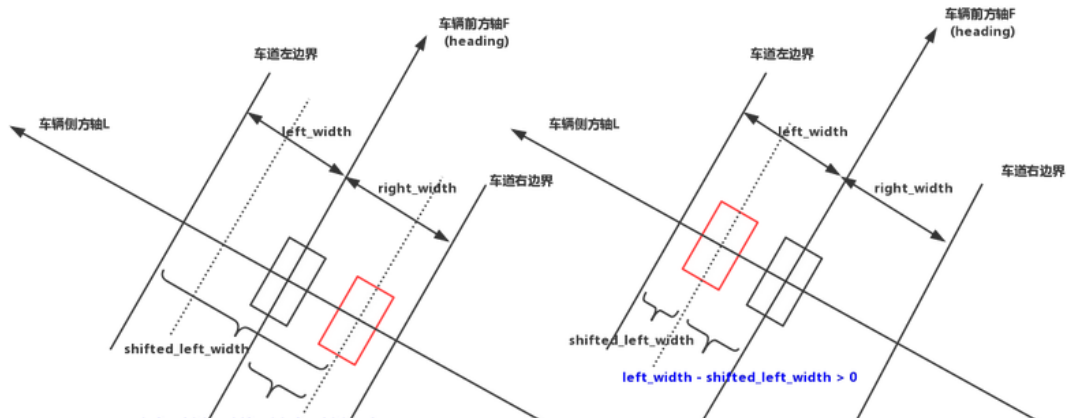 车辆前方轴F
(heading)
车道左边界
车辆侧方轴L
left_width
right_width
车道右边界
shifted_left_width
车辆前方轴F
(heading)
车道左边界
车辆侧方轴L
left_width
right_width
车道右边界
shifted_left_width
left_width - shifted_left_width > 0